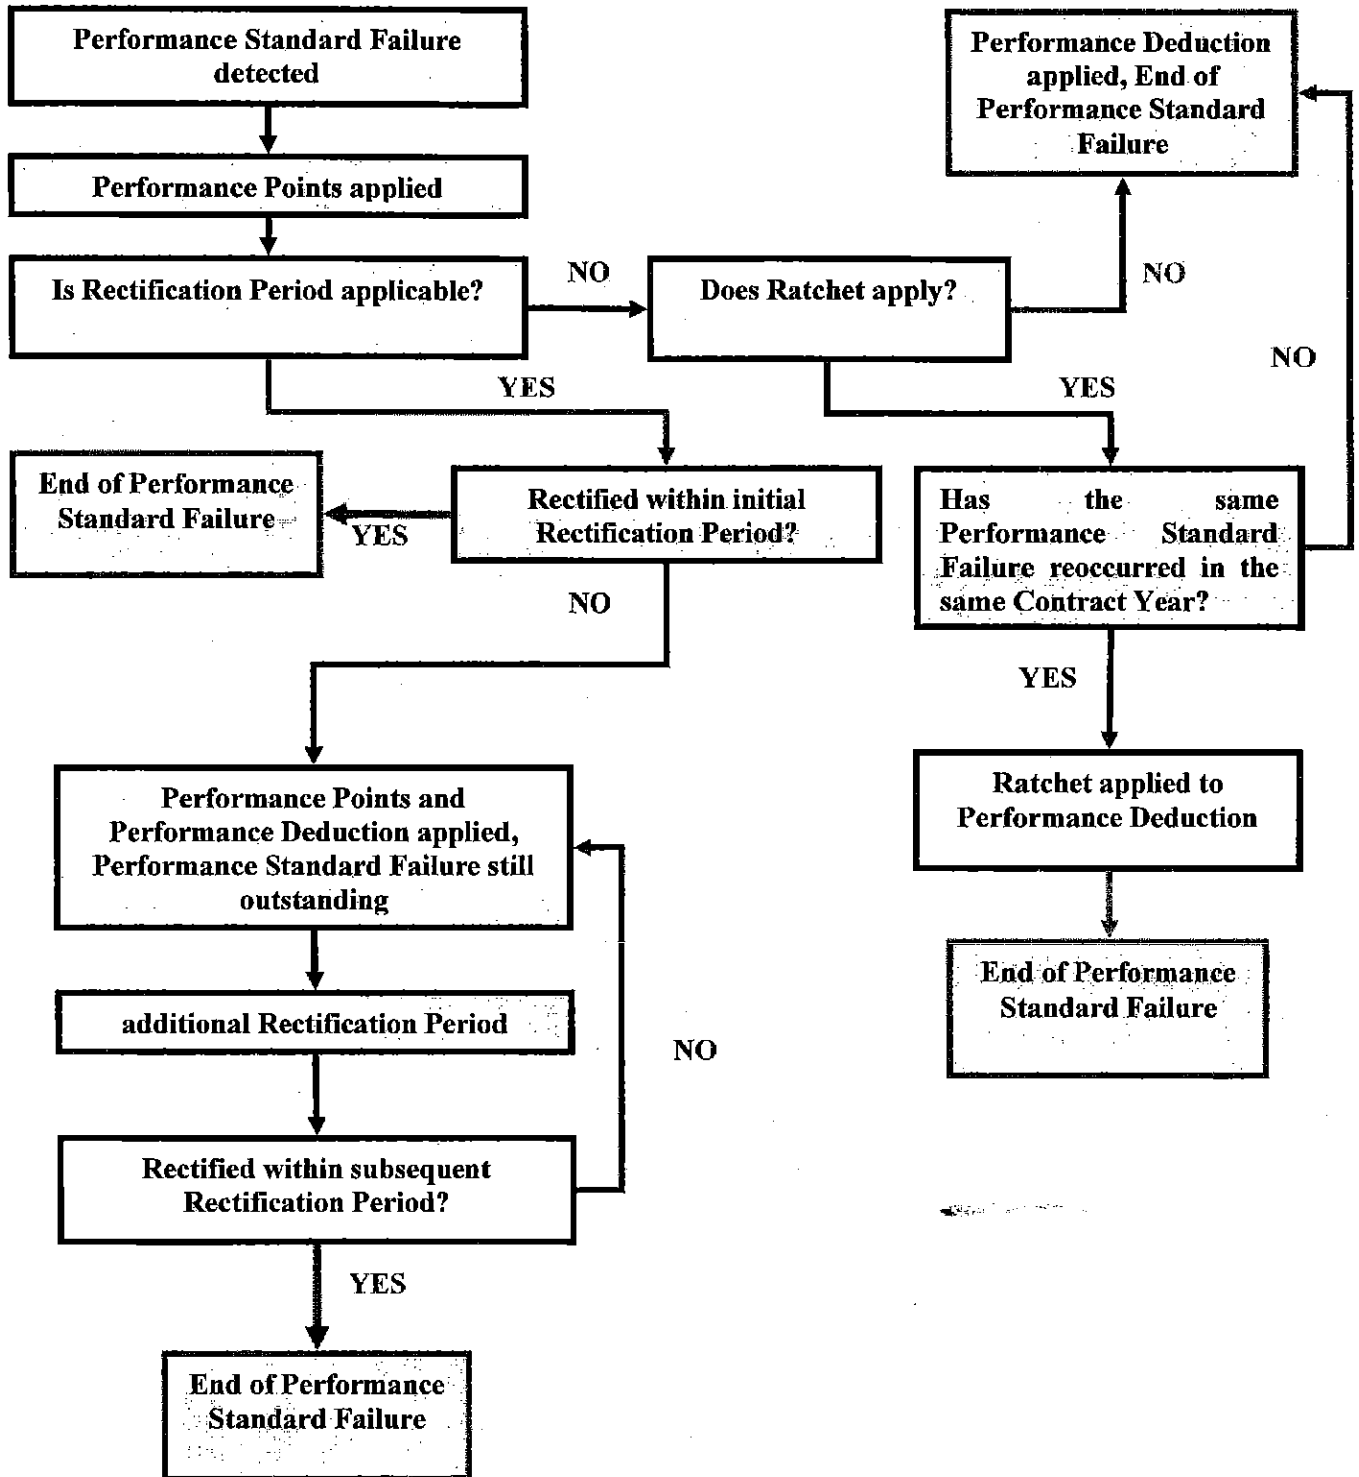 Performance Standard Failure
detected
Performance Deduction
applied, End of
Performance Standard
Failure
Performance Points applied
Is Rectification Period applicable?
NO
Does Ratchet apply?
NO
NO
YES
YES
End of Performance
Standard Failure
YES
Rectified within initial
Rectification Period?
Has the same
Performance Standard
Failure reoccurred in the
same Contract Year?
NO
YES
Performance Points and
Performance Deduction applied,
Performance Standard Failure still
outstanding
Ratchet applied to
Performance Deduction
additional Rectification Period
NO
End of Performance
Standard Failure
Rectified within subsequent
Rectification Period?
YES
End of Performance
Standard Failure